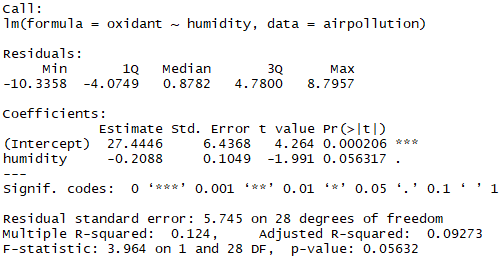 Call:
lm(formula = oxidant ~ humidity, data = airpollution)
Residuals:
Min 1Q Median 3Q Max
-10.3358 -4.0749 0.8782 4.7800 8.7957
Coefficients:
Estimate Std. Error t value Pr(>|t|)
(Intercept) 27.4446 6.4368 4.264 0.000206 ***
humidity -0.2088 0.1049 -1.991 0.056317 .
---
Signif. codes: 0 ‘***’ 0.001 ‘**’ 0.01 ‘*’ 0.05 ‘.’ 0.1 ‘ ’ 1
Residual standard error: 5.745 on 28 degrees of freedom
Multiple R-squared: 0.124, Adjusted R-squared: 0.09273
F-statistic: 3.964 on 1 and 28 DF, p-value: 0.05632